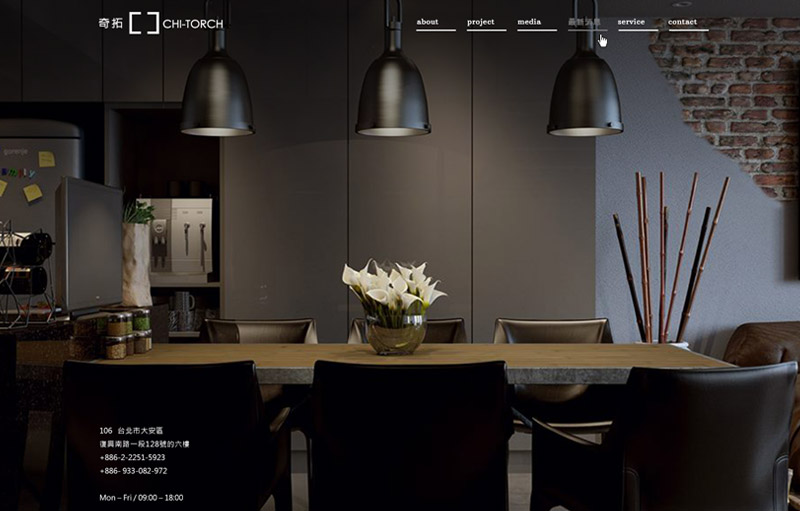 奇拓 CHI-TORCH
about project media 最新消息 service contact
gorenje
106 台北市大安區
復興南路一段128號的六樓
+886-2-2251-5923
+886- 933-082-972
Mon – Fri / 09:00 – 18:00